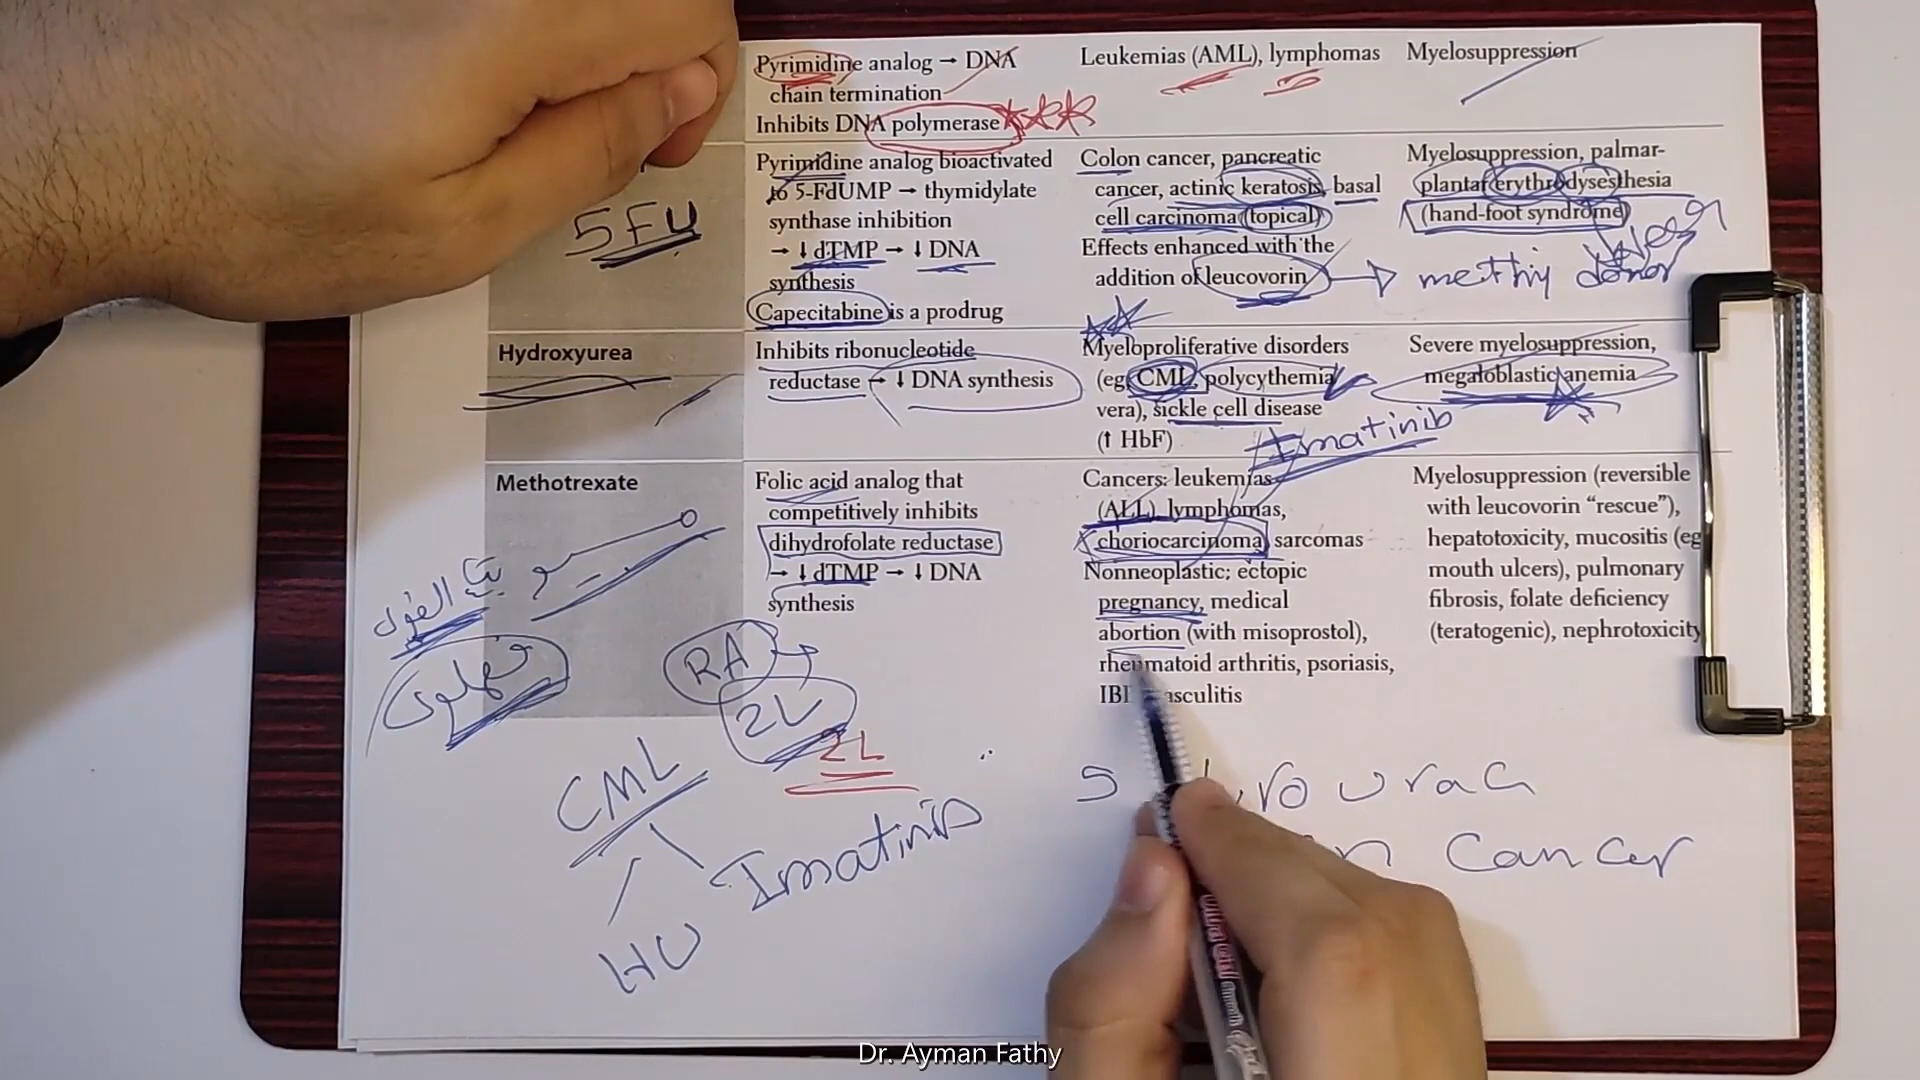 Pyrimidine analog → DNA
chain termination
Inhibits DNA polymerase
Leukemias (AML), lymphomas
Myelosuppression
5FU
Pyrimidine analog bioactivated
to 5-FdUMP → thymidylate
synthase inhibition
→ ↓ dTMP → ↓ DNA
synthesis
Capecitabine is a prodrug
Colon cancer, pancreatic
cancer, actinic keratosis, basal
cell carcinoma (topical)
Effects enhanced with the
addition of leucovorin
Myelosuppression, palmar-
plantar erythrodysesthesia
(hand-foot syndrome)
methiy donor
Hydroxyurea
Inhibits ribonucleotide
reductase → ↓ DNA synthesis
Myeloproliferative disorders
(eg, CML, polycythemia
vera), sickle cell disease
(↑ HbF)
Imatinib
Severe myelosuppression,
megaloblastic anemia
Methotrexate
Folic acid analog that
competitively inhibits
dihydrofolate reductase
→ ↓ dTMP → ↓ DNA
synthesis
Cancers: leukemias
(ALL), lymphomas,
choriocarcinoma, sarcomas
Nonneoplastic: ectopic
pregnancy, medical
abortion (with misoprostol),
rheumatoid arthritis, psoriasis,
vasculitis
Myelosuppression (reversible
with leucovorin “rescue”),
hepatotoxicity, mucositis (eg
mouth ulcers), pulmonary
fibrosis, folate deficiency
(teratogenic), nephrotoxicity
RA
2L
2L
CML
HU
Imatinib
5
cancer
Dr. Ayman Fathy